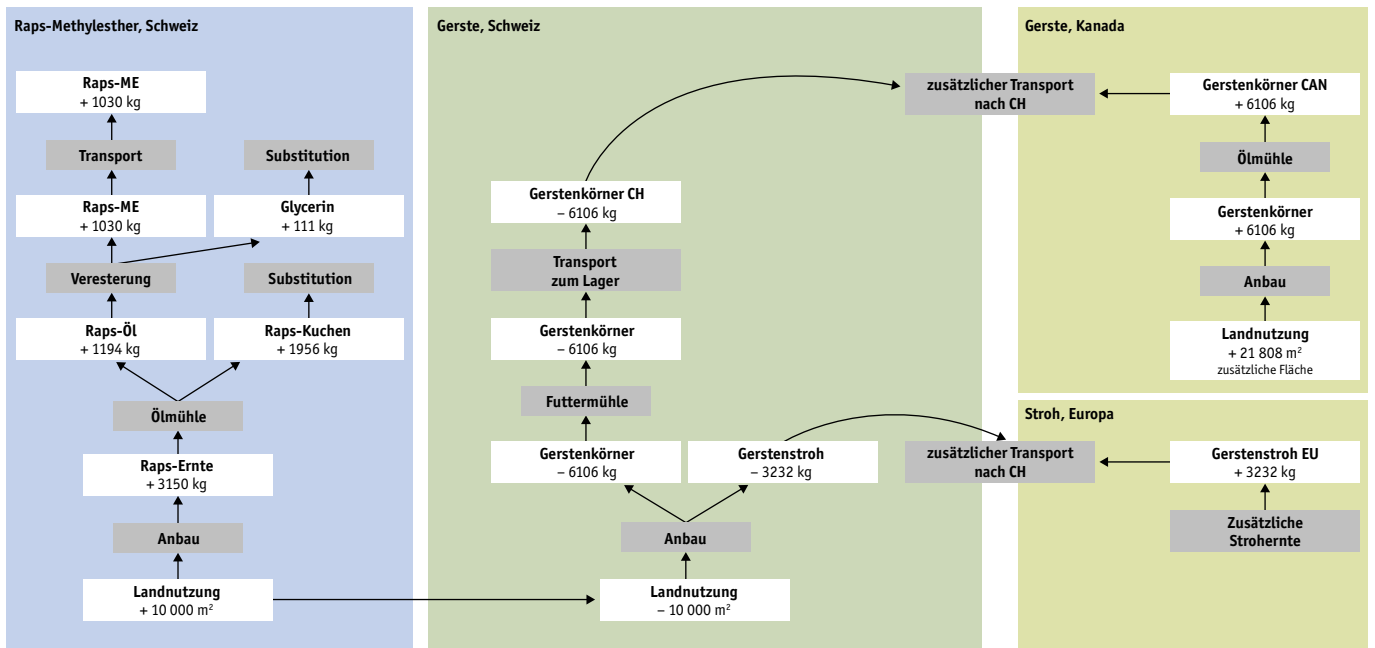 Raps-Methylesther, Schweiz
Raps-ME
+ 1030 kg
Transport
Substitution
Raps-ME
+ 1030 kg
Glycerin
+ 111 kg
Veresterung
Substitution
Raps-Öl
+ 1194 kg
Raps-Kuchen
+ 1956 kg
Ölmühle
Raps-Ernte
+ 3150 kg
Anbau
Landnutzung
+ 10 000 m²
Gerste, Schweiz
zusätzlicher Transport
nach CH
Gerstenkörner CH
– 6106 kg
Transport
zum Lager
Gerstenkörner
– 6106 kg
Futtermühle
Gerstenkörner
– 6106 kg
Gerstenstroh
– 3232 kg
zusätzlicher Transport
nach CH
Anbau
Landnutzung
– 10 000 m²
Gerste, Kanada
Gerstenkörner CAN
+ 6106 kg
Ölmühle
Gerstenkörner
+ 6106 kg
Anbau
Landnutzung
+ 21 808 m²
zusätzliche Fläche
Stroh, Europa
Gerstenstroh EU
+ 3232 kg
Zusätzliche
Strohernte